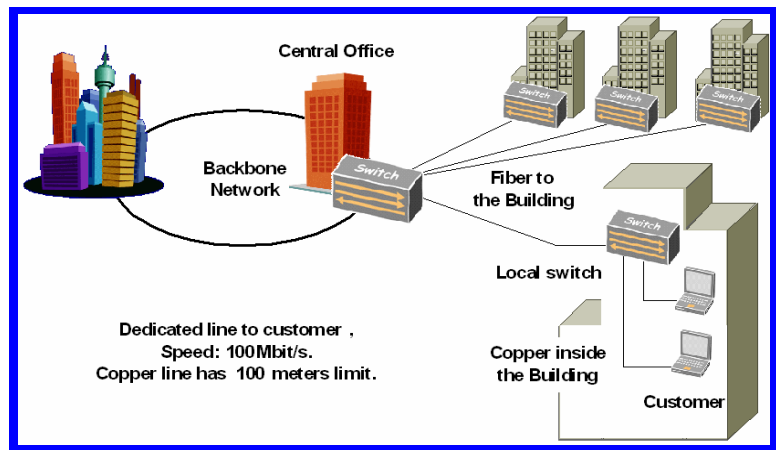 Central Office
Switch
Switch
Switch
Backbone
Network
Switch
Fiber to
the Building
Switch
Local switch
Dedicated line to customer ,
Speed: 100Mbit/s.
Copper line has 100 meters limit.
Copper inside
the Building
Customer